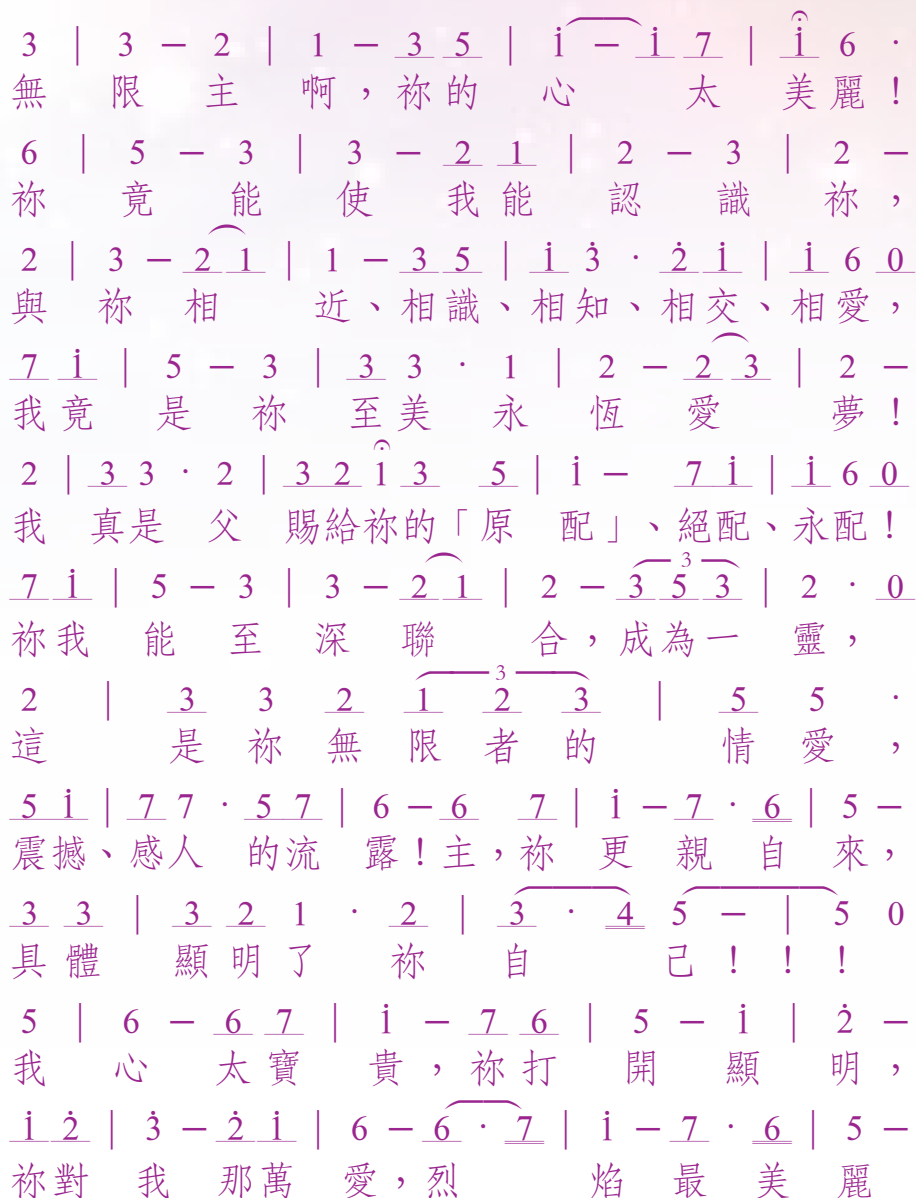 3 | 3 － 2 | 1 － 3 5 | i̇ － i̇ 7 | i̇ 6 ·
無 限 主 啊，祢的 心 太 美麗！
6 | 5 － 3 | 3 － 2 1 | 2 － 3 | 2 －
祢 竟 能 使 我能 認 識 祢，
2 | 3 － 2 1 | 1 － 3 5 | i̇ 3̇ · 2̇ i̇ | i̇ 6 0
與 祢 相 近、相識、相知、相交、相愛，
7 i̇ | 5 － 3 | 3 3 · 1 | 2 － 2 3 | 2 －
我竟 是 祢 至美 永 恆 愛 夢！
2 | 3 3 · 2 | 3 2 1 3 5 | i̇ － 7 i̇ | i̇ 6 0
我 真是 父 賜給祢的「原 配」、絕配、永配！
7 i̇ | 5 － 3 | 3 － 2 1 | 2 － 3 5 3 | 2 · 0
祢我 能 至 深 聯 合，成為一 靈，
2 | 3 3 2 1 2 3 | 5 5 ·
這 是 祢 無 限 者 的 情 愛，
5 i̇ | 7 7 · 5 7 | 6 － 6 7 | i̇ － 7 · 6 | 5 －
震撼、感人 的流 露！主，祢 更 親 自 來，
3 3 | 3 2 1 · 2 | 3 · 4 5 － | 5 0
具體 顯明了 祢 自 己！！！
5 | 6 － 6 7 | i̇ － 7 6 | 5 － i̇ | 2̇ －
我 心 太寶 貴，祢打 開 顯 明，
i̇ 2̇ | 3̇ － 2̇ i̇ | 6 － 6 · 7 | i̇ － 7 · 6 | 5 －
祢對 我 那萬 愛，烈 焰 最 美 麗